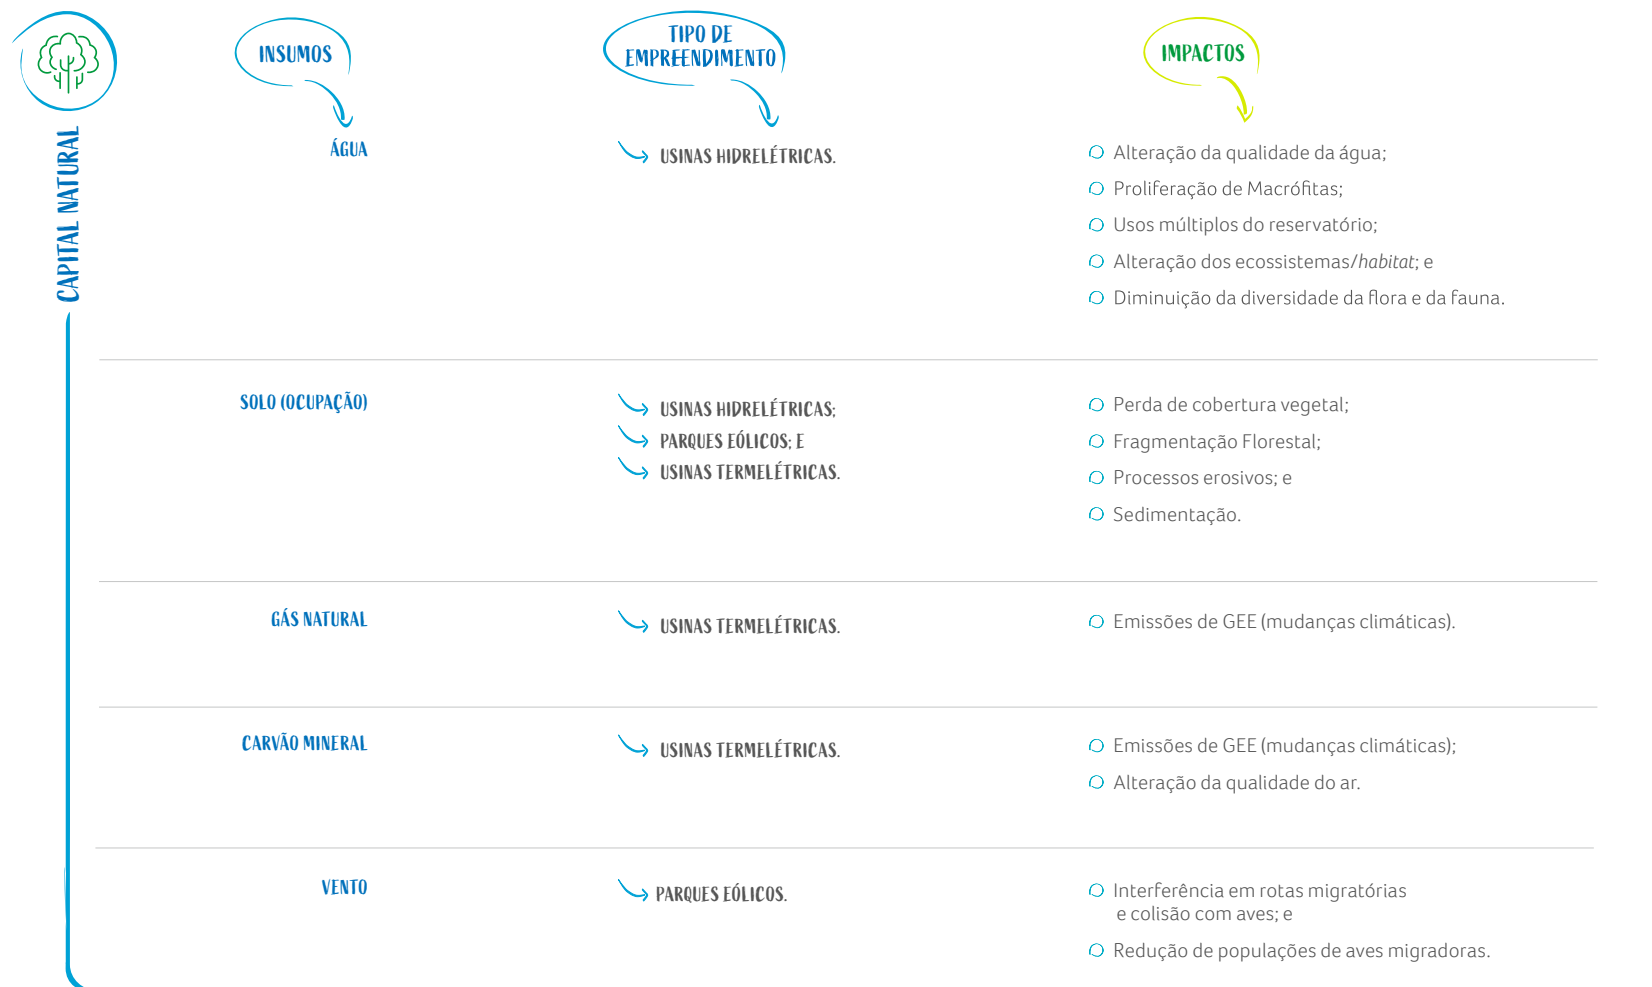 INSUMOS
TIPO DE
EMPREENDIMENTO
IMPACTOS
CAPITAL NATURAL
ÁGUA
USINAS HIDRELÉTRICAS.
Alteração da qualidade da água;
Proliferação de Macrófitas;
Usos múltiplos do reservatório;
Alteração dos ecossistemas/habitat; e
Diminuição da diversidade da flora e da fauna.
SOLO (OCUPAÇÃO)
USINAS HIDRELÉTRICAS;
PARQUES EÓLICOS; E
USINAS TERMELÉTRICAS.
Perda de cobertura vegetal;
Fragmentação Florestal;
Processos erosivos; e
Sedimentação.
GÁS NATURAL
USINAS TERMELÉTRICAS.
Emissões de GEE (mudanças climáticas).
CARVÃO MINERAL
USINAS TERMELÉTRICAS.
Emissões de GEE (mudanças climáticas);
Alteração da qualidade do ar.
VENTO
PARQUES EÓLICOS.
Interferência em rotas migratórias
e colisão com aves; e
Redução de populações de aves migradoras.